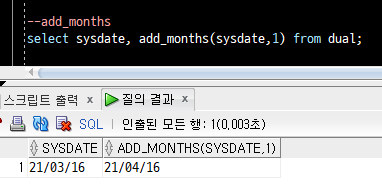 --add_months
select sysdate, add_months(sysdate,1) from dual;
스크립트 출력 x 질의 결과 x
SQL | 인출된 모든 행: 1(0,003초)
SYSDATE ADD_MONTHS(SYSDATE,1)
1 21/03/16 21/04/16